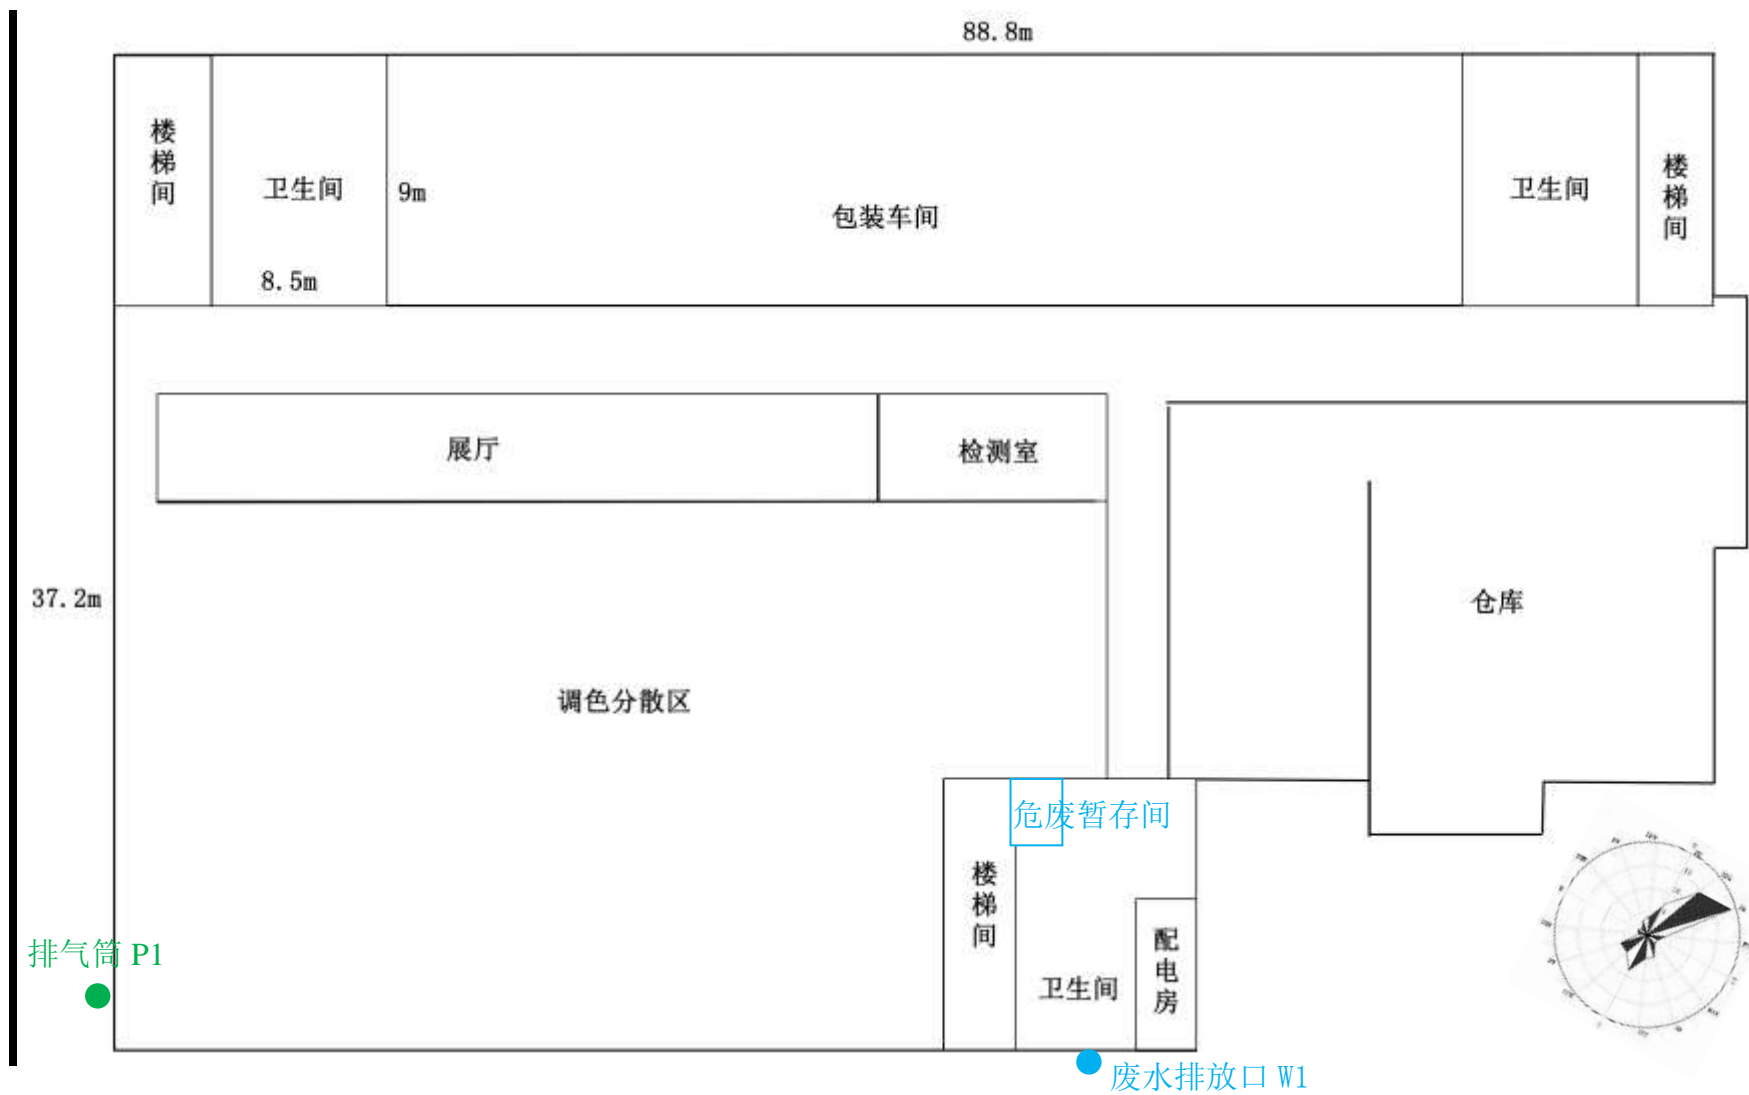 88.8m
楼梯间
卫生间
9m
8.5m
包装车间
卫生间
楼梯间
展厅
检测室
37.2m
仓库
调色分散区
危废暂存间
楼梯间
卫生间
配电房
排气筒 P1
废水排放口 W1